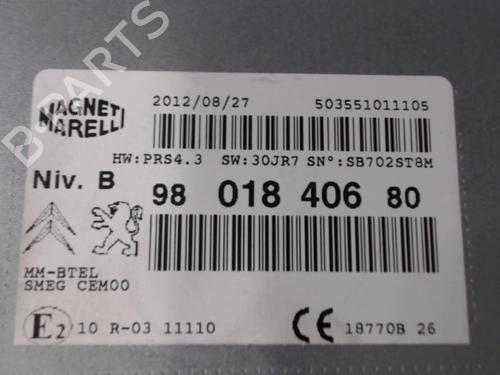 B-PARTS
MAGNETI MARELLI
2012/08/27 503551011105
HW:PRS4.3 SW:30JR7 SNº:SB702ST8M
Niv. B 98 018 406 80
MM-BTEL
SMEG CEM00
E2 10 R-03 11110 CE 18770B 26